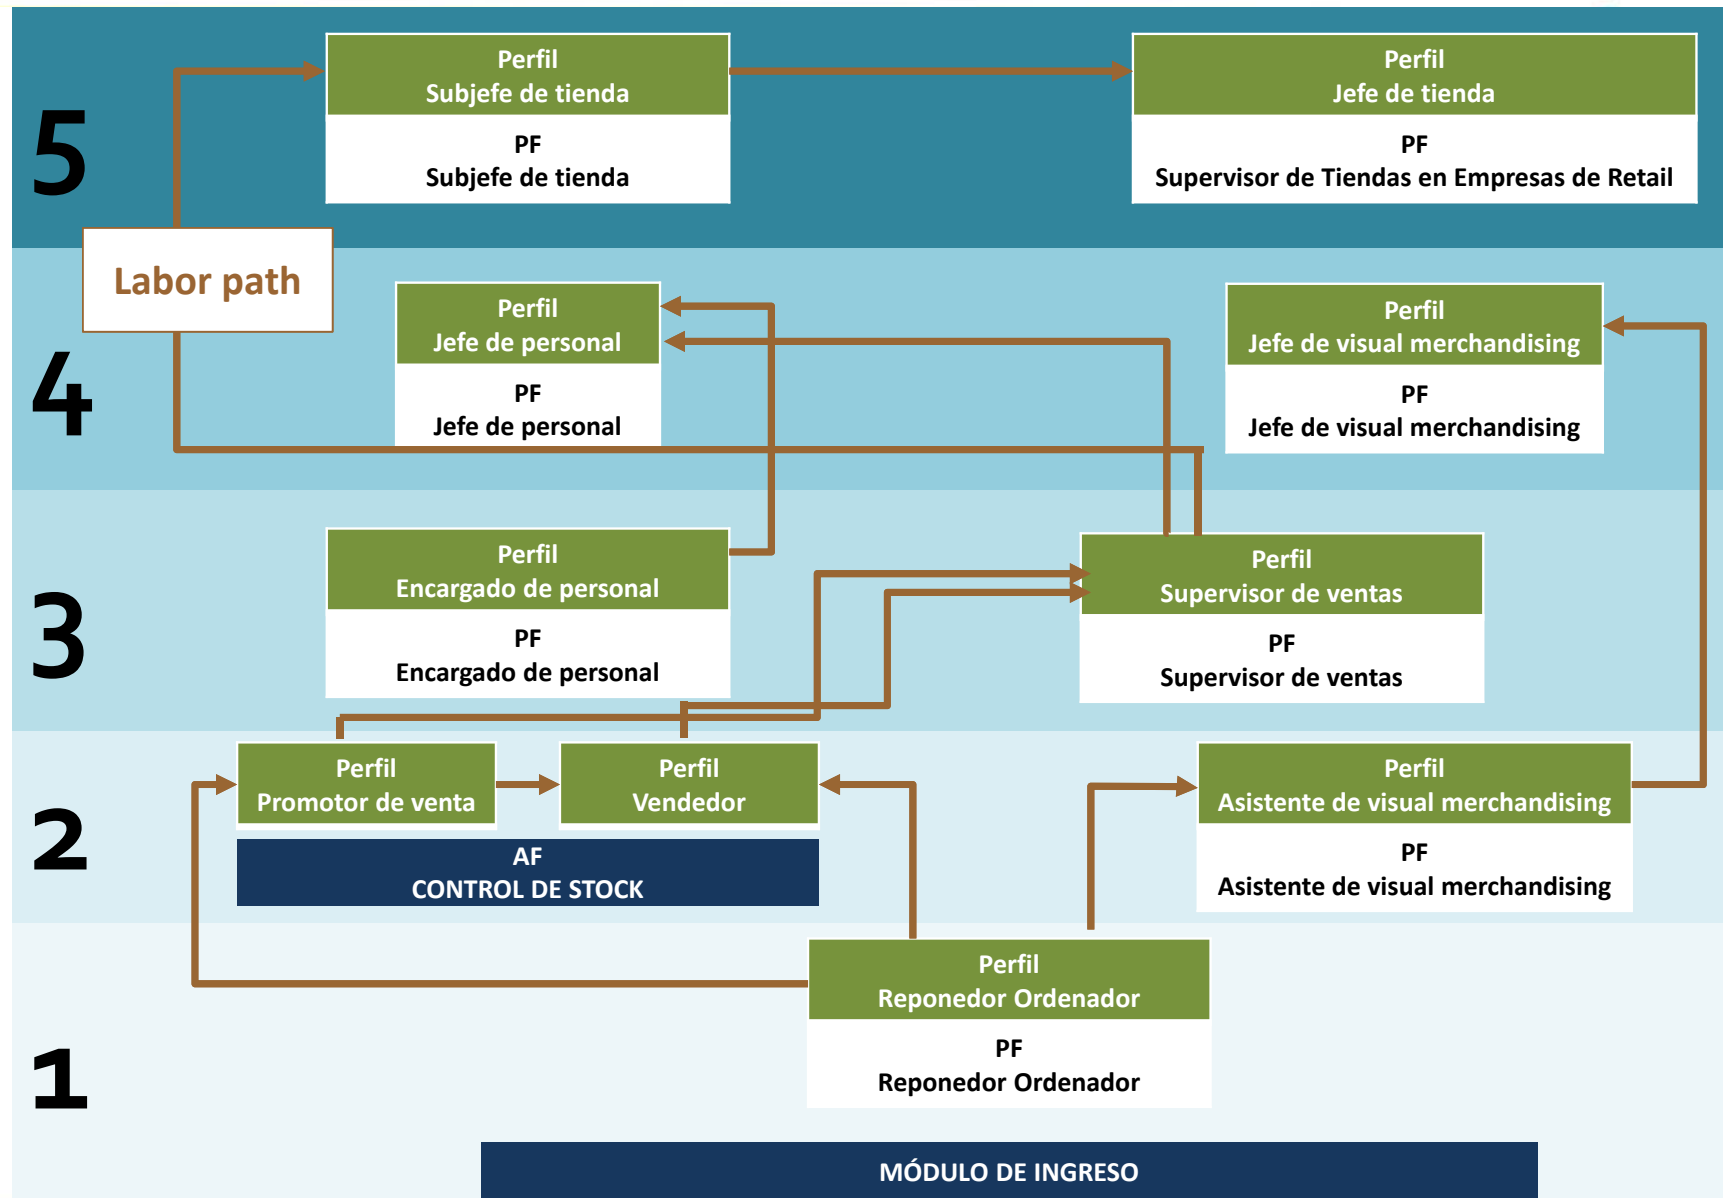 5
Perfil
Subjefe de tienda
PF
Subjefe de tienda
Perfil
Jefe de tienda
PF
Supervisor de Tiendas en Empresas de Retail
Labor path
4
Perfil
Jefe de personal
PF
Jefe de personal
Perfil
Jefe de visual merchandising
PF
Jefe de visual merchandising
3
Perfil
Encargado de personal
PF
Encargado de personal
Perfil
Supervisor de ventas
PF
Supervisor de ventas
2
Perfil
Promotor de venta
Perfil
Vendedor
AF
CONTROL DE STOCK
Perfil
Asistente de visual merchandising
PF
Asistente de visual merchandising
1
Perfil
Reponedor Ordenador
PF
Reponedor Ordenador
MÓDULO DE INGRESO